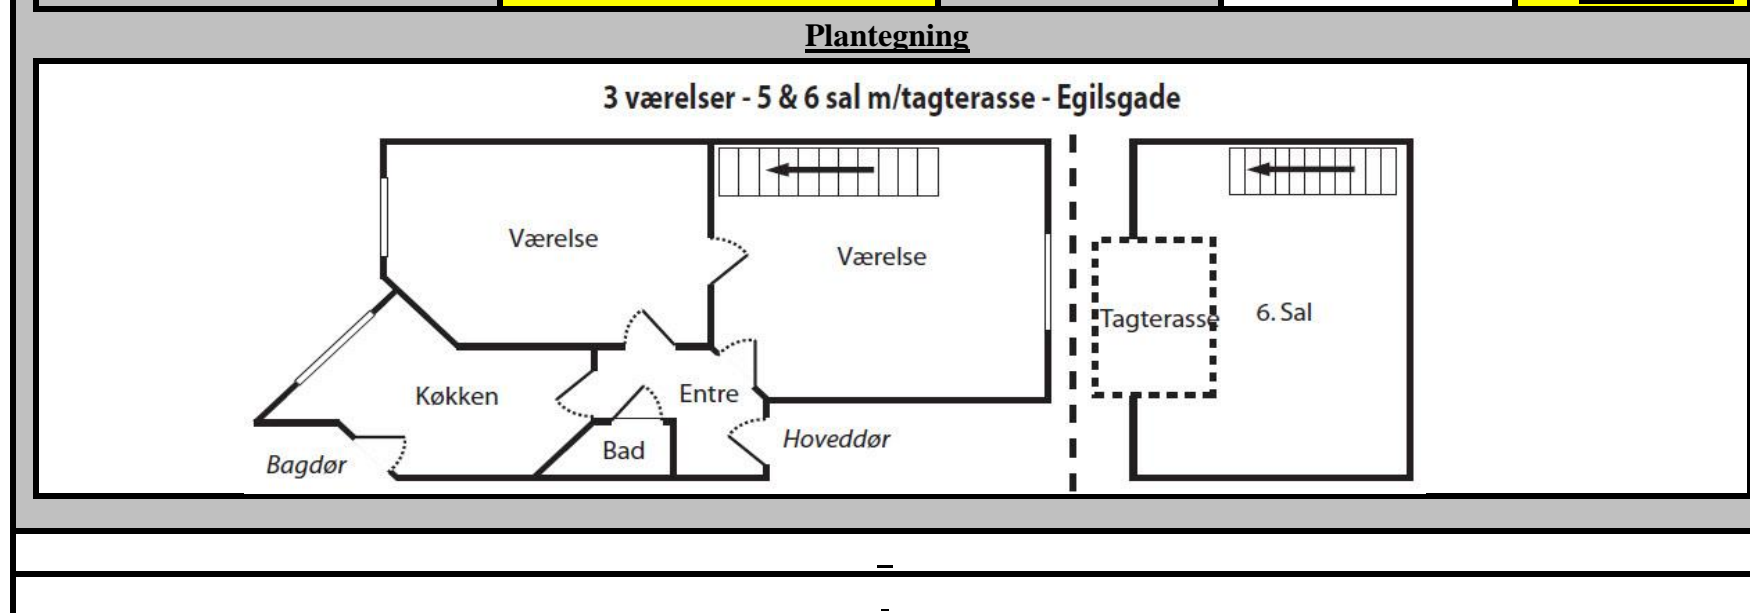 Plantegning
3 værelser - 5 & 6 sal m/tagterasse - Egilsgade
Værelse
Værelse
Tagterasse
6. Sal
Køkken
Entre
Hoveddør
Bad
Bagdør